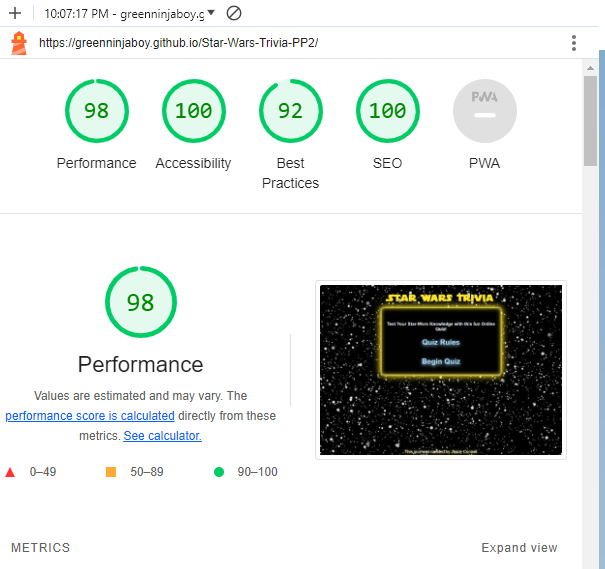 10:07:17 PM - greenninjaboy.g
https://greenninjaboy.github.io/Star-Wars-Trivia-PP2/
98
100
92
100
PWA
Performance
Accessibility
Best
Practices
SEO
PWA
98
Performance
Values are estimated and may vary. The
performance score is calculated directly from these
metrics. See calculator.
0–49
50–89
90–100
STAR WARS TRIVIA
Test Your Star Wars Knowledge with this fun Online
Quiz!
Quiz Rules
Begin Quiz
METRICS
Expand view